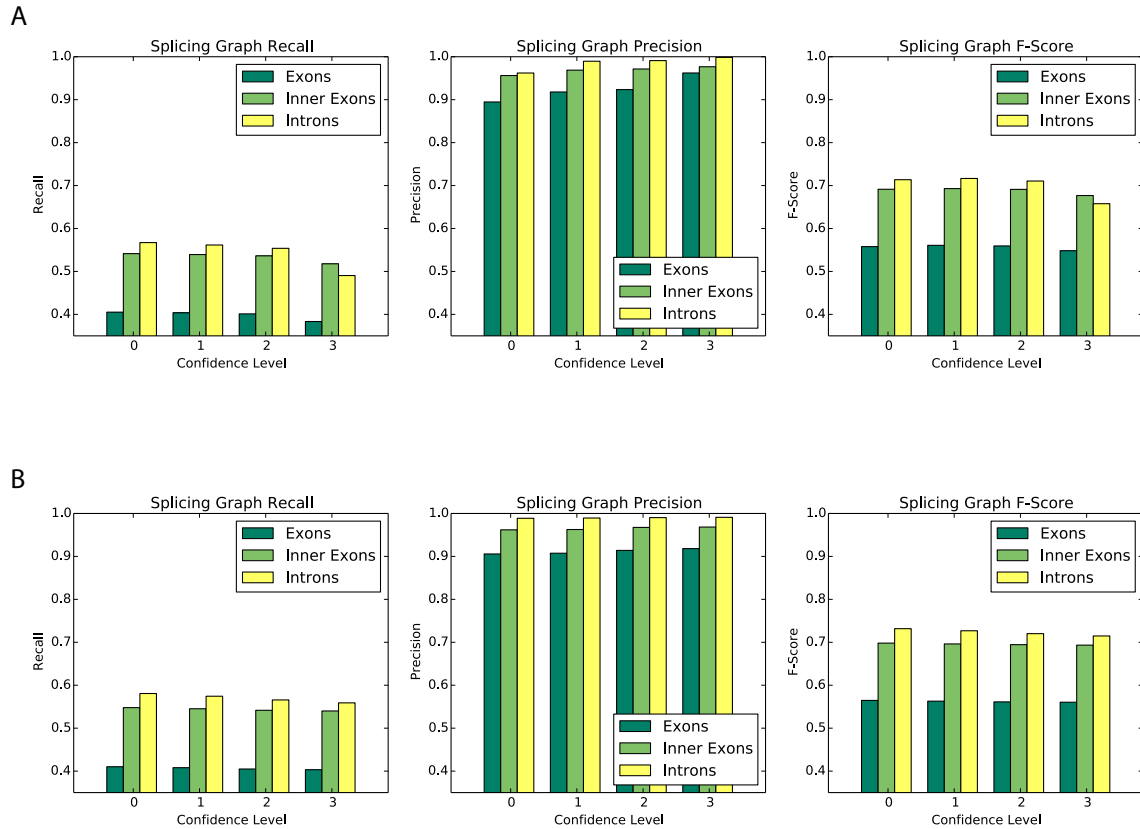 A
Splicing Graph Recall
Exons
Inner Exons
Introns
1.0
0.9
0.8
0.7
0.6
0.5
0.4
Recall
0 1 2 3
Confidence Level
Splicing Graph Precision
1.0
0.9
0.8
0.7
0.6
0.5
0.4
Precision
Exons
Inner Exons
Introns
0 1 2 3
Confidence Level
Splicing Graph F-Score
Exons
Inner Exons
Introns
1.0
0.9
0.8
0.7
0.6
0.5
0.4
F-Score
0 1 2 3
Confidence Level
B
Splicing Graph Recall
Exons
Inner Exons
Introns
1.0
0.9
0.8
0.7
0.6
0.5
0.4
Recall
0 1 2 3
Confidence Level
Splicing Graph Precision
1.0
0.9
0.8
0.7
0.6
0.5
0.4
Precision
Exons
Inner Exons
Introns
0 1 2 3
Confidence Level
Splicing Graph F-Score
Exons
Inner Exons
Introns
1.0
0.9
0.8
0.7
0.6
0.5
0.4
F-Score
0 1 2 3
Confidence Level